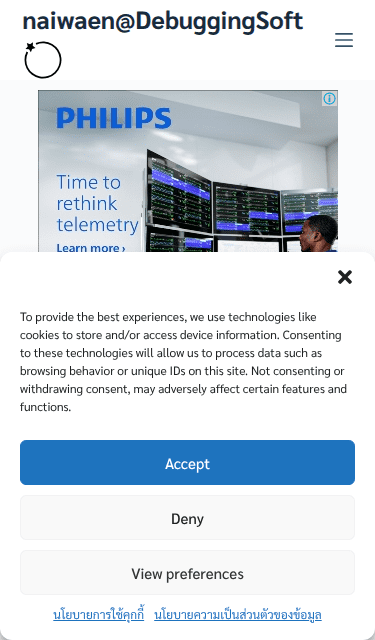 naiwaen@DebuggingSoft
PHILIPS
Time to
rethink
telemetry
Learn more ›
To provide the best experiences, we use technologies like
cookies to store and/or access device information. Consenting
to these technologies will allow us to process data such as
browsing behavior or unique IDs on this site. Not consenting or
withdrawing consent, may adversely affect certain features and
functions.
Accept
Deny
View preferences
นโยบายการใช้คุกกี้ นโยบายความเป็นส่วนตัวของข้อมูล